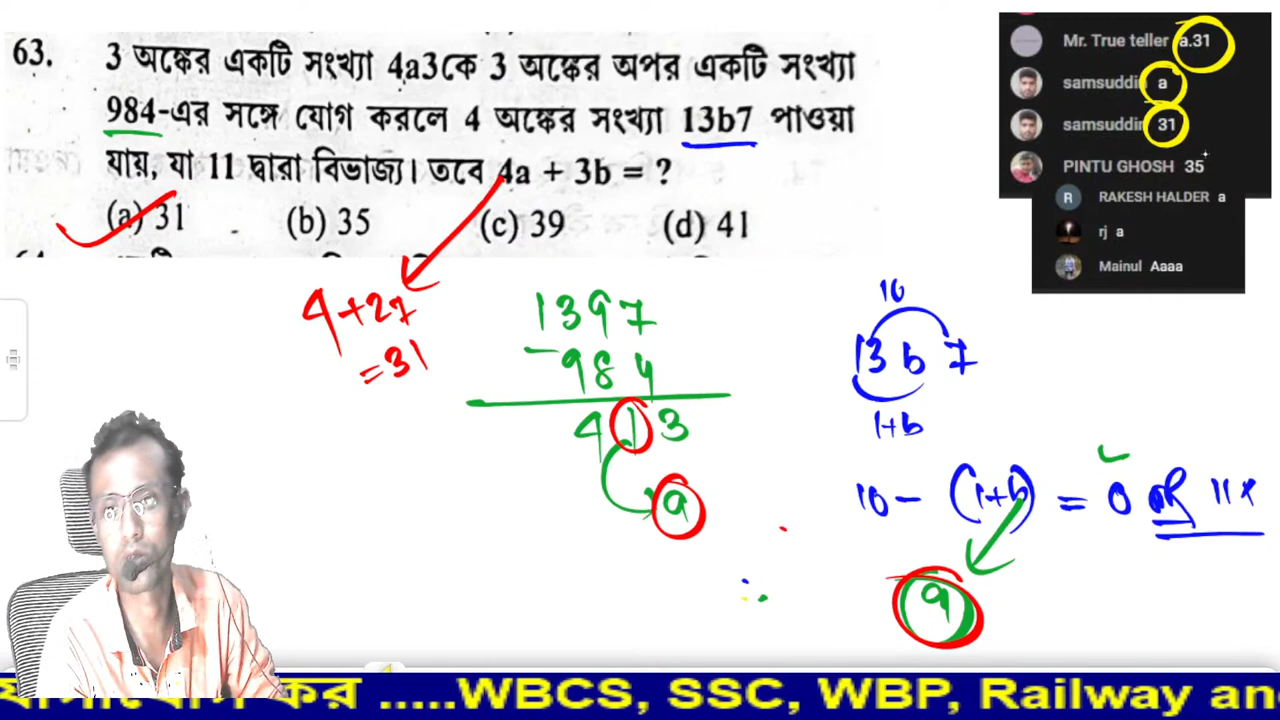 63. 3 অঙ্কের একটি সংখ্যা 4a3কে 3 অঙ্কের অপর একটি সংখ্যা
984-এর সঙ্গে যোগ করলে 4 অঙ্কের সংখ্যা 13b7 পাওয়া
যায়, যা 11 দ্বারা বিভাজ্য। তবে 4a + 3b = ?
(a) 31 (b) 35 (c) 39 (d) 41
Mr. True teller a.31
samsuddin a
samsuddin 31
PINTU GHOSH 35
R RAKESH HALDER a
rj a
Mainul Aaaa
4+27
=31
1397
- 984
413
a
10
13b7
1+b
10 - (1+b) = 0 or 11x
9
যোগাযোগ কর .....WBCS, SSC, WBP, Railway an